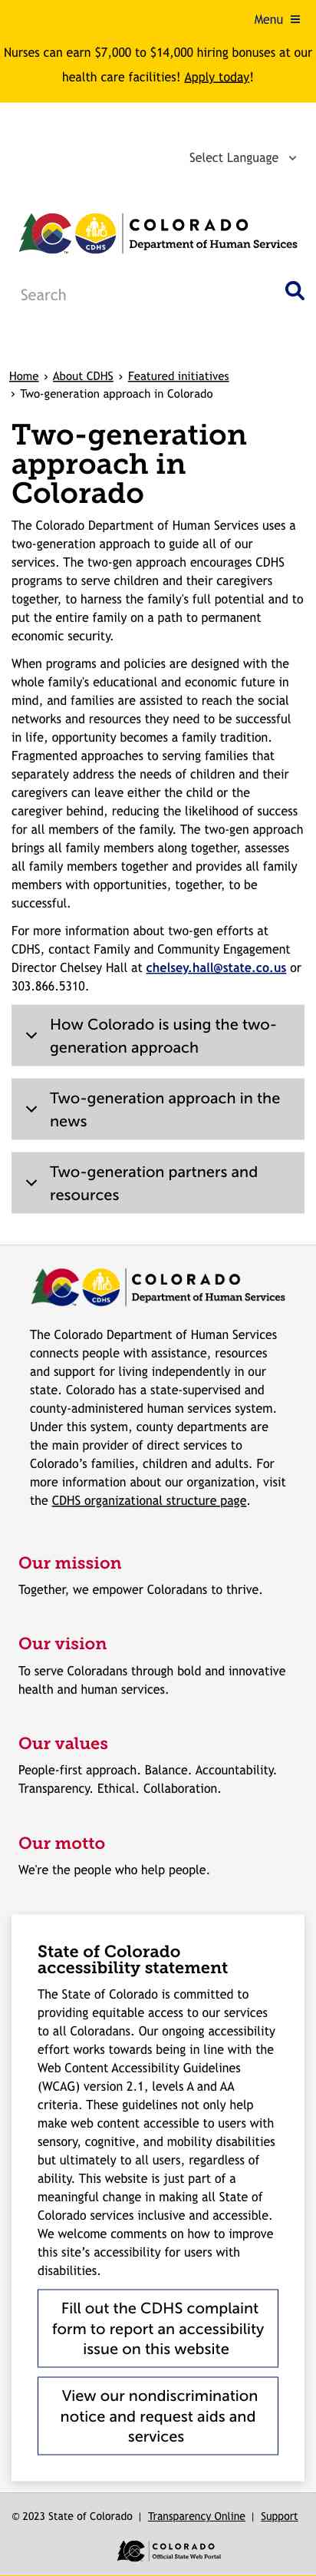 Menu ≡
Nurses can earn $7,000 to $14,000 hiring bonuses at our
health care facilities! Apply today!
Select Language
COLORADO
Department of Human Services
CDHS
Search
Home › About CDHS › Featured initiatives
› Two-generation approach in Colorado
Two-generation
approach in
Colorado
The Colorado Department of Human Services uses a
two-generation approach to guide all of our
services. The two-gen approach encourages CDHS
programs to serve children and their caregivers
together, to harness the family's full potential and to
put the entire family on a path to permanent
economic security.
When programs and policies are designed with the
whole family's educational and economic future in
mind, and families are assisted to reach the social
networks and resources they need to be successful
in life, opportunity becomes a family tradition.
Fragmented approaches to serving families that
separately address the needs of children and their
caregivers can leave either the child or the
caregiver behind, reducing the likelihood of success
for all members of the family. The two-gen approach
brings all family members along together, assesses
all family members together and provides all family
members with opportunities, together, to be
successful.
For more information about two-gen efforts at
CDHS, contact Family and Community Engagement
Director Chelsey Hall at chelsey.hall@state.co.us or
303.866.5310.
How Colorado is using the two-
generation approach
Two-generation approach in the
news
Two-generation partners and
resources
COLORADO
Department of Human Services
CDHS
The Colorado Department of Human Services
connects people with assistance, resources
and support for living independently in our
state. Colorado has a state-supervised and
county-administered human services system.
Under this system, county departments are
the main provider of direct services to
Colorado’s families, children and adults. For
more information about our organization, visit
the CDHS organizational structure page.
Our mission
Together, we empower Coloradans to thrive.
Our vision
To serve Coloradans through bold and innovative
health and human services.
Our values
People-first approach. Balance. Accountability.
Transparency. Ethical. Collaboration.
Our motto
We're the people who help people.
State of Colorado
accessibility statement
The State of Colorado is committed to
providing equitable access to our services
to all Coloradans. Our ongoing accessibility
effort works towards being in line with the
Web Content Accessibility Guidelines
(WCAG) version 2.1, levels A and AA
criteria. These guidelines not only help
make web content accessible to users with
sensory, cognitive, and mobility disabilities
but ultimately to all users, regardless of
ability. This website is just part of a
meaningful change in making all State of
Colorado services inclusive and accessible.
We welcome comments on how to improve
this site’s accessibility for users with
disabilities.
Fill out the CDHS complaint
form to report an accessibility
issue on this website
View our nondiscrimination
notice and request aids and
services
© 2023 State of Colorado | Transparency Online | Support
COLORADO
Official State Web Portal